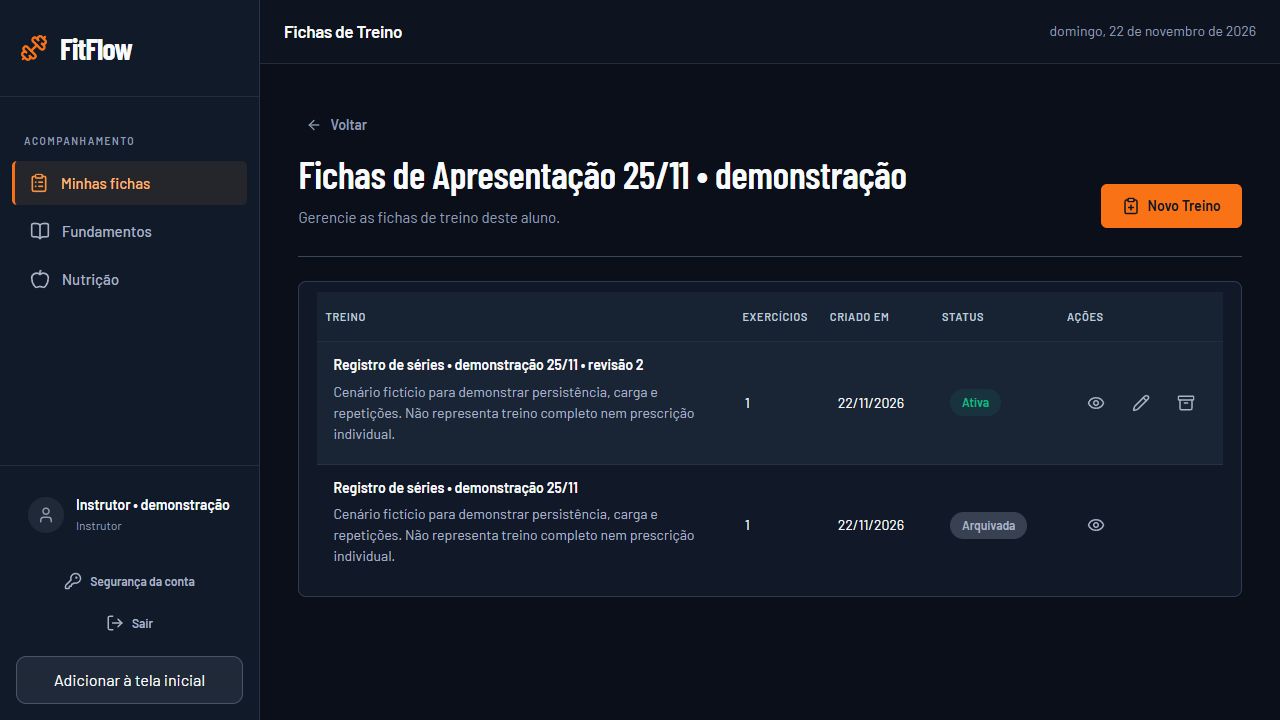 FitFlow
Fichas de Treino
domingo, 22 de novembro de 2026
ACOMPANHAMENTO
Minhas fichas
Fundamentos
Nutrição
Instrutor • demonstração
Instrutor
Segurança da conta
Sair
Adicionar à tela inicial
Voltar
Fichas de Apresentação 25/11 • demonstração
Gerencie as fichas de treino deste aluno.
Novo Treino
TREINO EXERCÍCIOS CRIADO EM STATUS AÇÕES
Registro de séries • demonstração 25/11 • revisão 2
Cenário fictício para demonstrar persistência, carga e
repetições. Não representa treino completo nem prescrição
individual.
1 22/11/2026 Ativa
Registro de séries • demonstração 25/11
Cenário fictício para demonstrar persistência, carga e
repetições. Não representa treino completo nem prescrição
individual.
1 22/11/2026 Arquivada